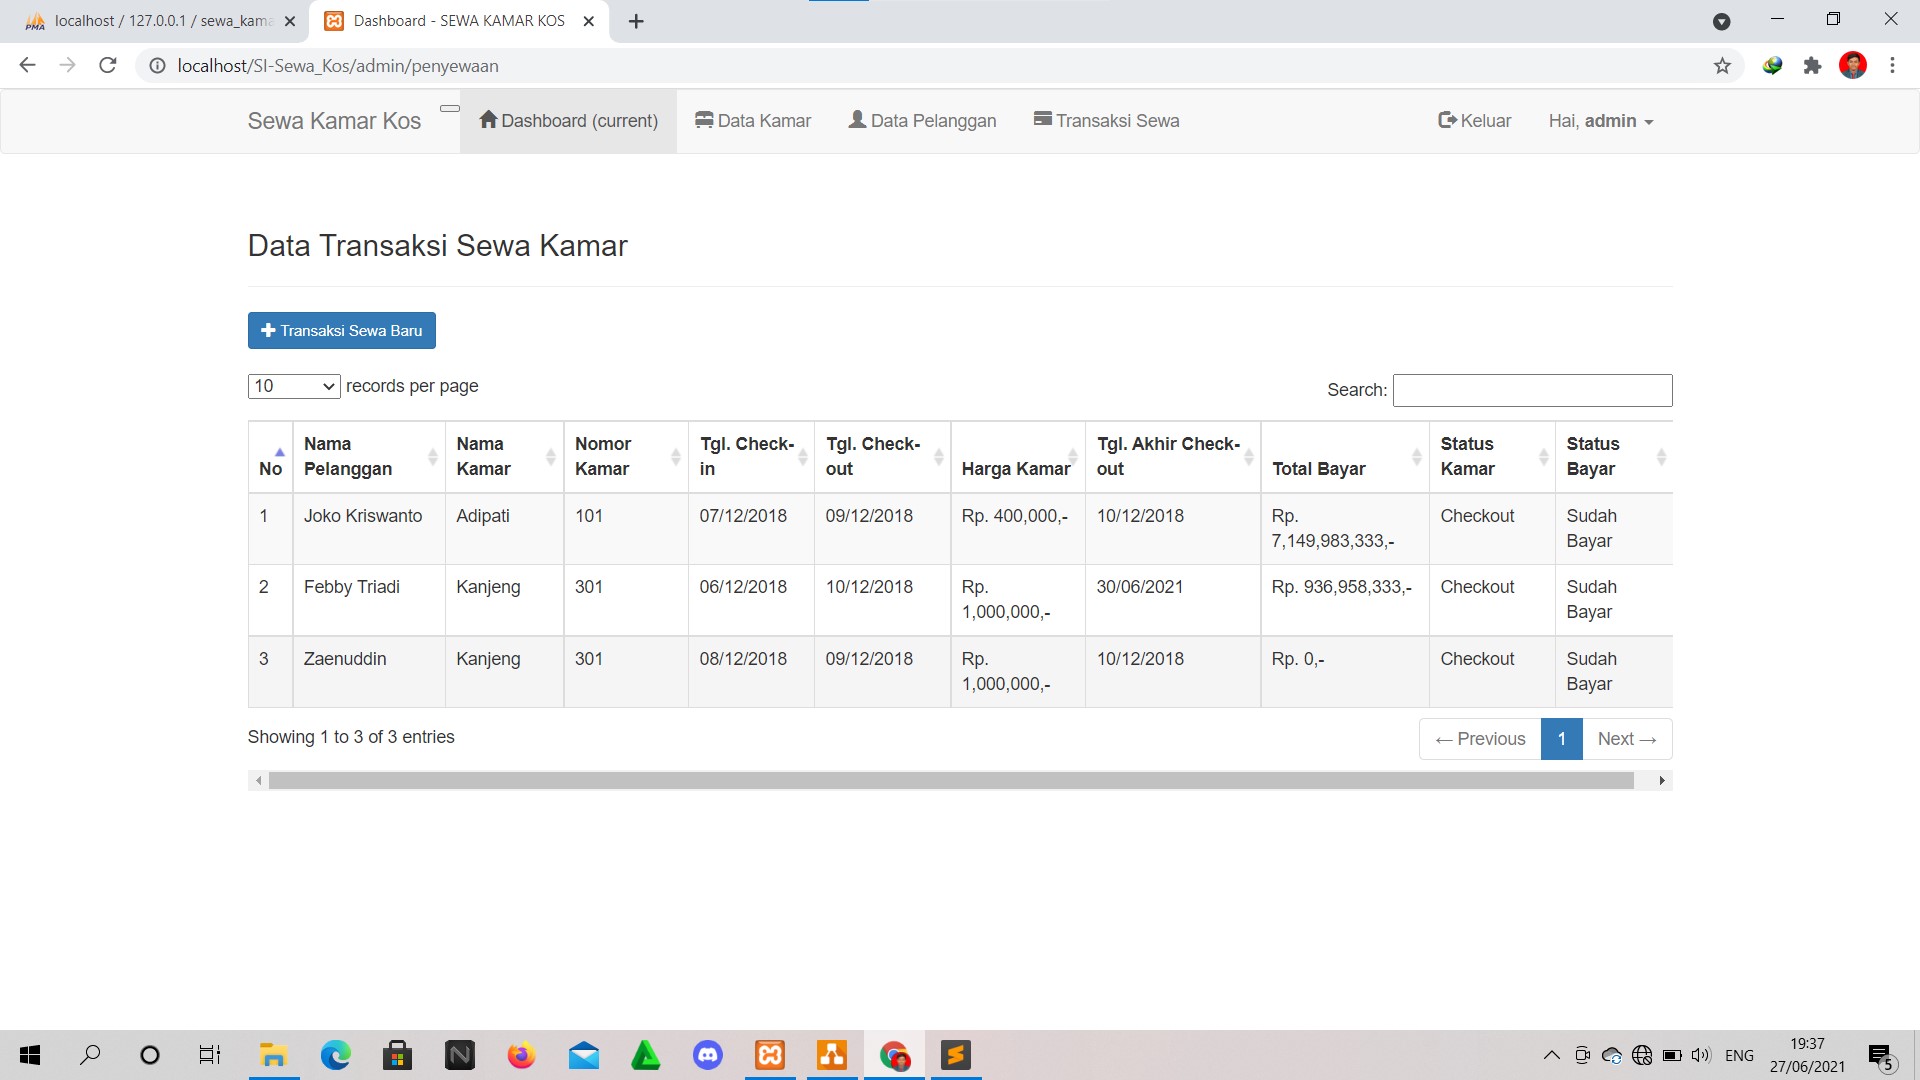 localhost / 127.0.0.1 / sewa_kama
Dashboard - SEWA KAMAR KOS
localhost/SI-Sewa_Kos/admin/penyewaan
Sewa Kamar Kos
Dashboard (current)
Data Kamar
Data Pelanggan
Transaksi Sewa
Keluar
Hai, admin
Data Transaksi Sewa Kamar
Transaksi Sewa Baru
10 records per page
Search:
No
Nama Pelanggan
Nama Kamar
Nomor Kamar
Tgl. Check-in
Tgl. Check-out
Harga Kamar
Tgl. Akhir Check-out
Total Bayar
Status Kamar
Status Bayar
1 Joko Kriswanto Adipati 101 07/12/2018 09/12/2018 Rp. 400,000,- 10/12/2018 Rp. 7,149,983,333,- Checkout Sudah Bayar
2 Febby Triadi Kanjeng 301 06/12/2018 10/12/2018 Rp. 1,000,000,- 30/06/2021 Rp. 936,958,333,- Checkout Sudah Bayar
3 Zaenuddin Kanjeng 301 08/12/2018 09/12/2018 Rp. 1,000,000,- 10/12/2018 Rp. 0,- Checkout Sudah Bayar
Showing 1 to 3 of 3 entries
← Previous 1 Next →
ENG
19:37
27/06/2021
5
PMA